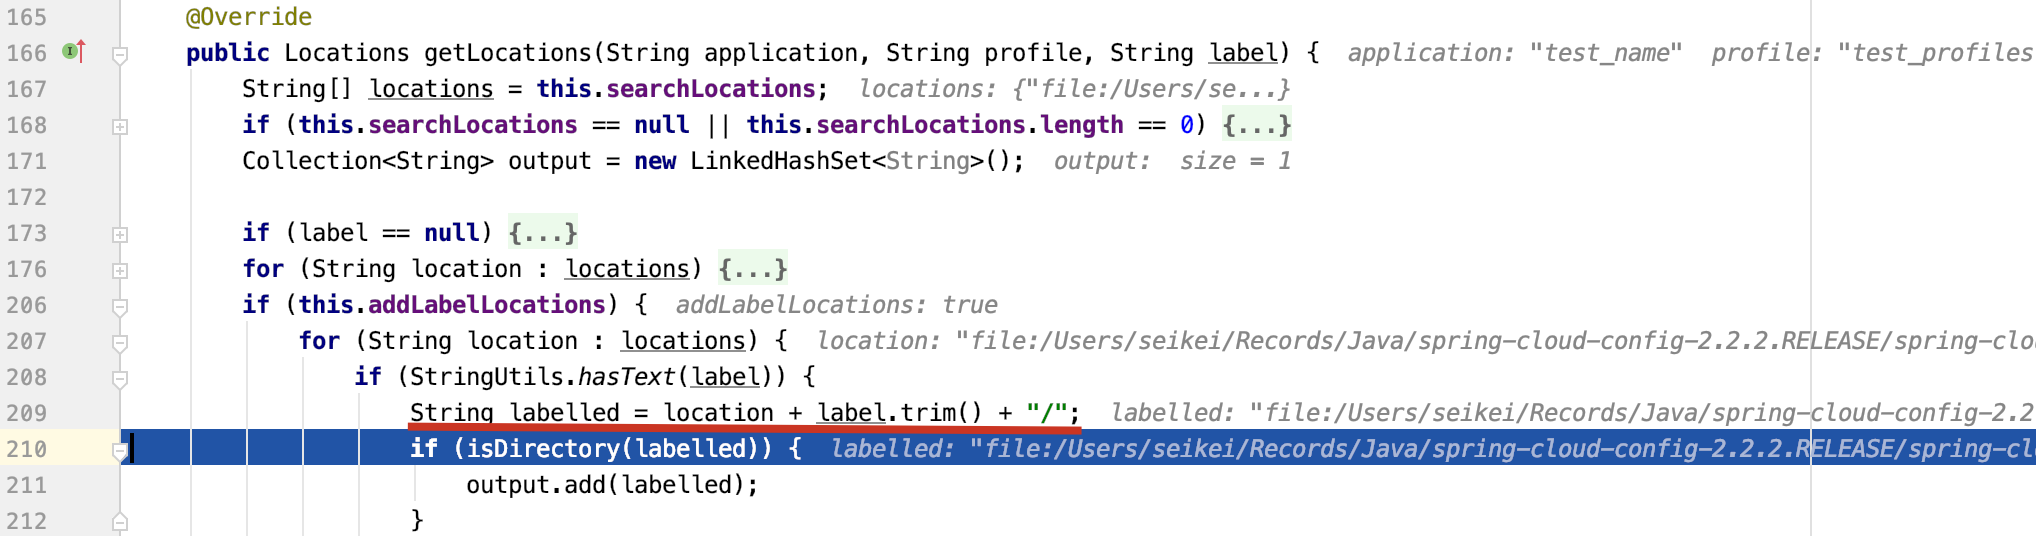 165 @Override
166 public Locations getLocations(String application, String profile, String label) { application: "test_name" profile: "test_profiles
167 String[] locations = this.searchLocations; locations: {"file:/Users/se...}
168 if (this.searchLocations == null || this.searchLocations.length == 0) {...}
171 Collection<String> output = new LinkedHashSet<String>(); output: size = 1
172
173 if (label == null) {...}
176 for (String location : locations) {...}
206 if (this.addLabelLocations) { addLabelLocations: true
207 for (String location : locations) { location: "file:/Users/seikei/Records/Java/spring-cloud-config-2.2.2.RELEASE/spring-clo
208 if (StringUtils.hasText(label)) {
209 String labelled = location + label.trim() + "/"; labelled: "file:/Users/seikei/Records/Java/spring-cloud-config-2.2
210 if (isDirectory(labelled)) { labelled: "file:/Users/seikei/Records/Java/spring-cloud-config-2.2.2.RELEASE/spring-cl
211 output.add(labelled);
212 }